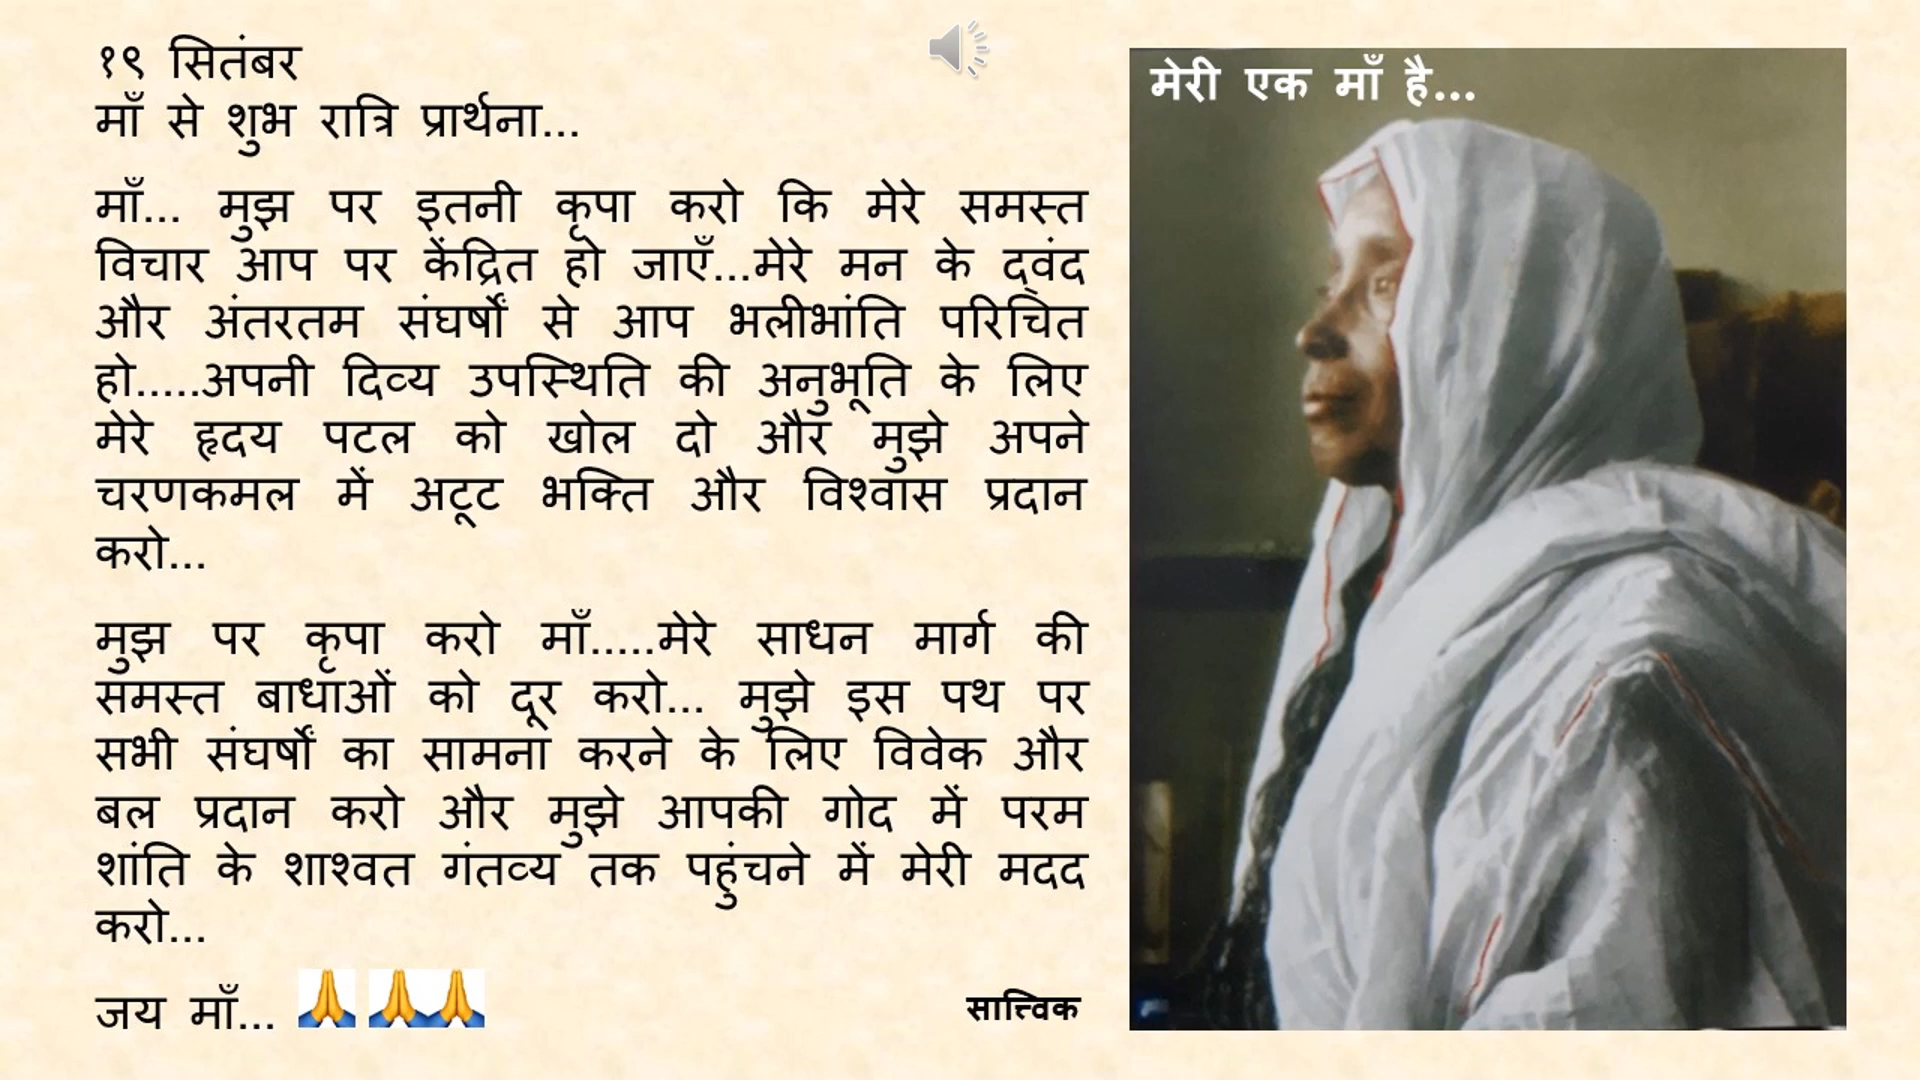 १९ सितंबर
माँ से शुभ रात्रि प्रार्थना...
माँ... मुझ पर इतनी कृपा करो कि मेरे समस्त
विचार आप पर केंद्रित हो जाएँ...मेरे मन के द्वंद
और अंतरतम संघर्षों से आप भलीभांति परिचित
हो.....अपनी दिव्य उपस्थिति की अनुभूति के लिए
मेरे हृदय पटल को खोल दो और मुझे अपने
चरणकमल में अटूट भक्ति और विश्वास प्रदान
करो...
मुझ पर कृपा करो माँ.....मेरे साधन मार्ग की
समस्त बाधाओं को दूर करो... मुझे इस पथ पर
सभी संघर्षों का सामना करने के लिए विवेक और
बल प्रदान करो और मुझे आपकी गोद में परम
शांति के शाश्वत गंतव्य तक पहुंचने में मेरी मदद
करो...
जय माँ... 🙏 🙏🙏
सात्त्विक
मेरी एक माँ है...